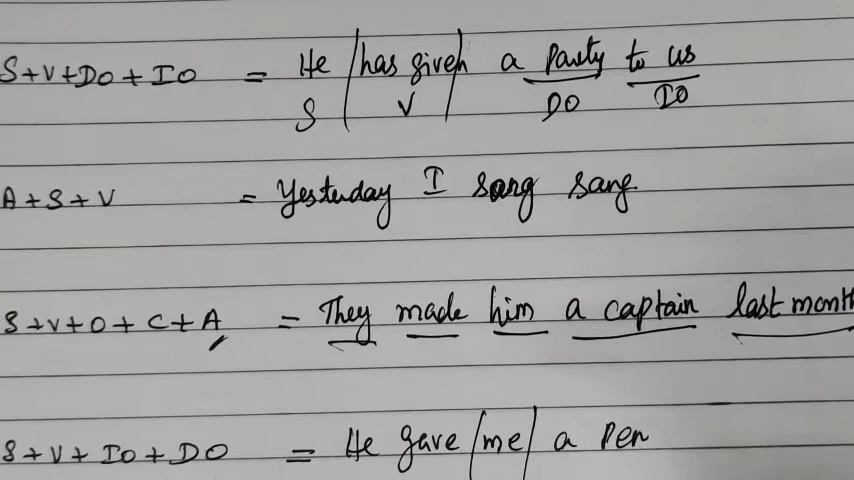 S+V+DO+IO = He / has given / a Party to us
S V DO IO
A+S+V = Yesterday I sang sang.
S+V+O+C+A = They made him a captain last month
S+V+IO+DO = He gave / me / a pen